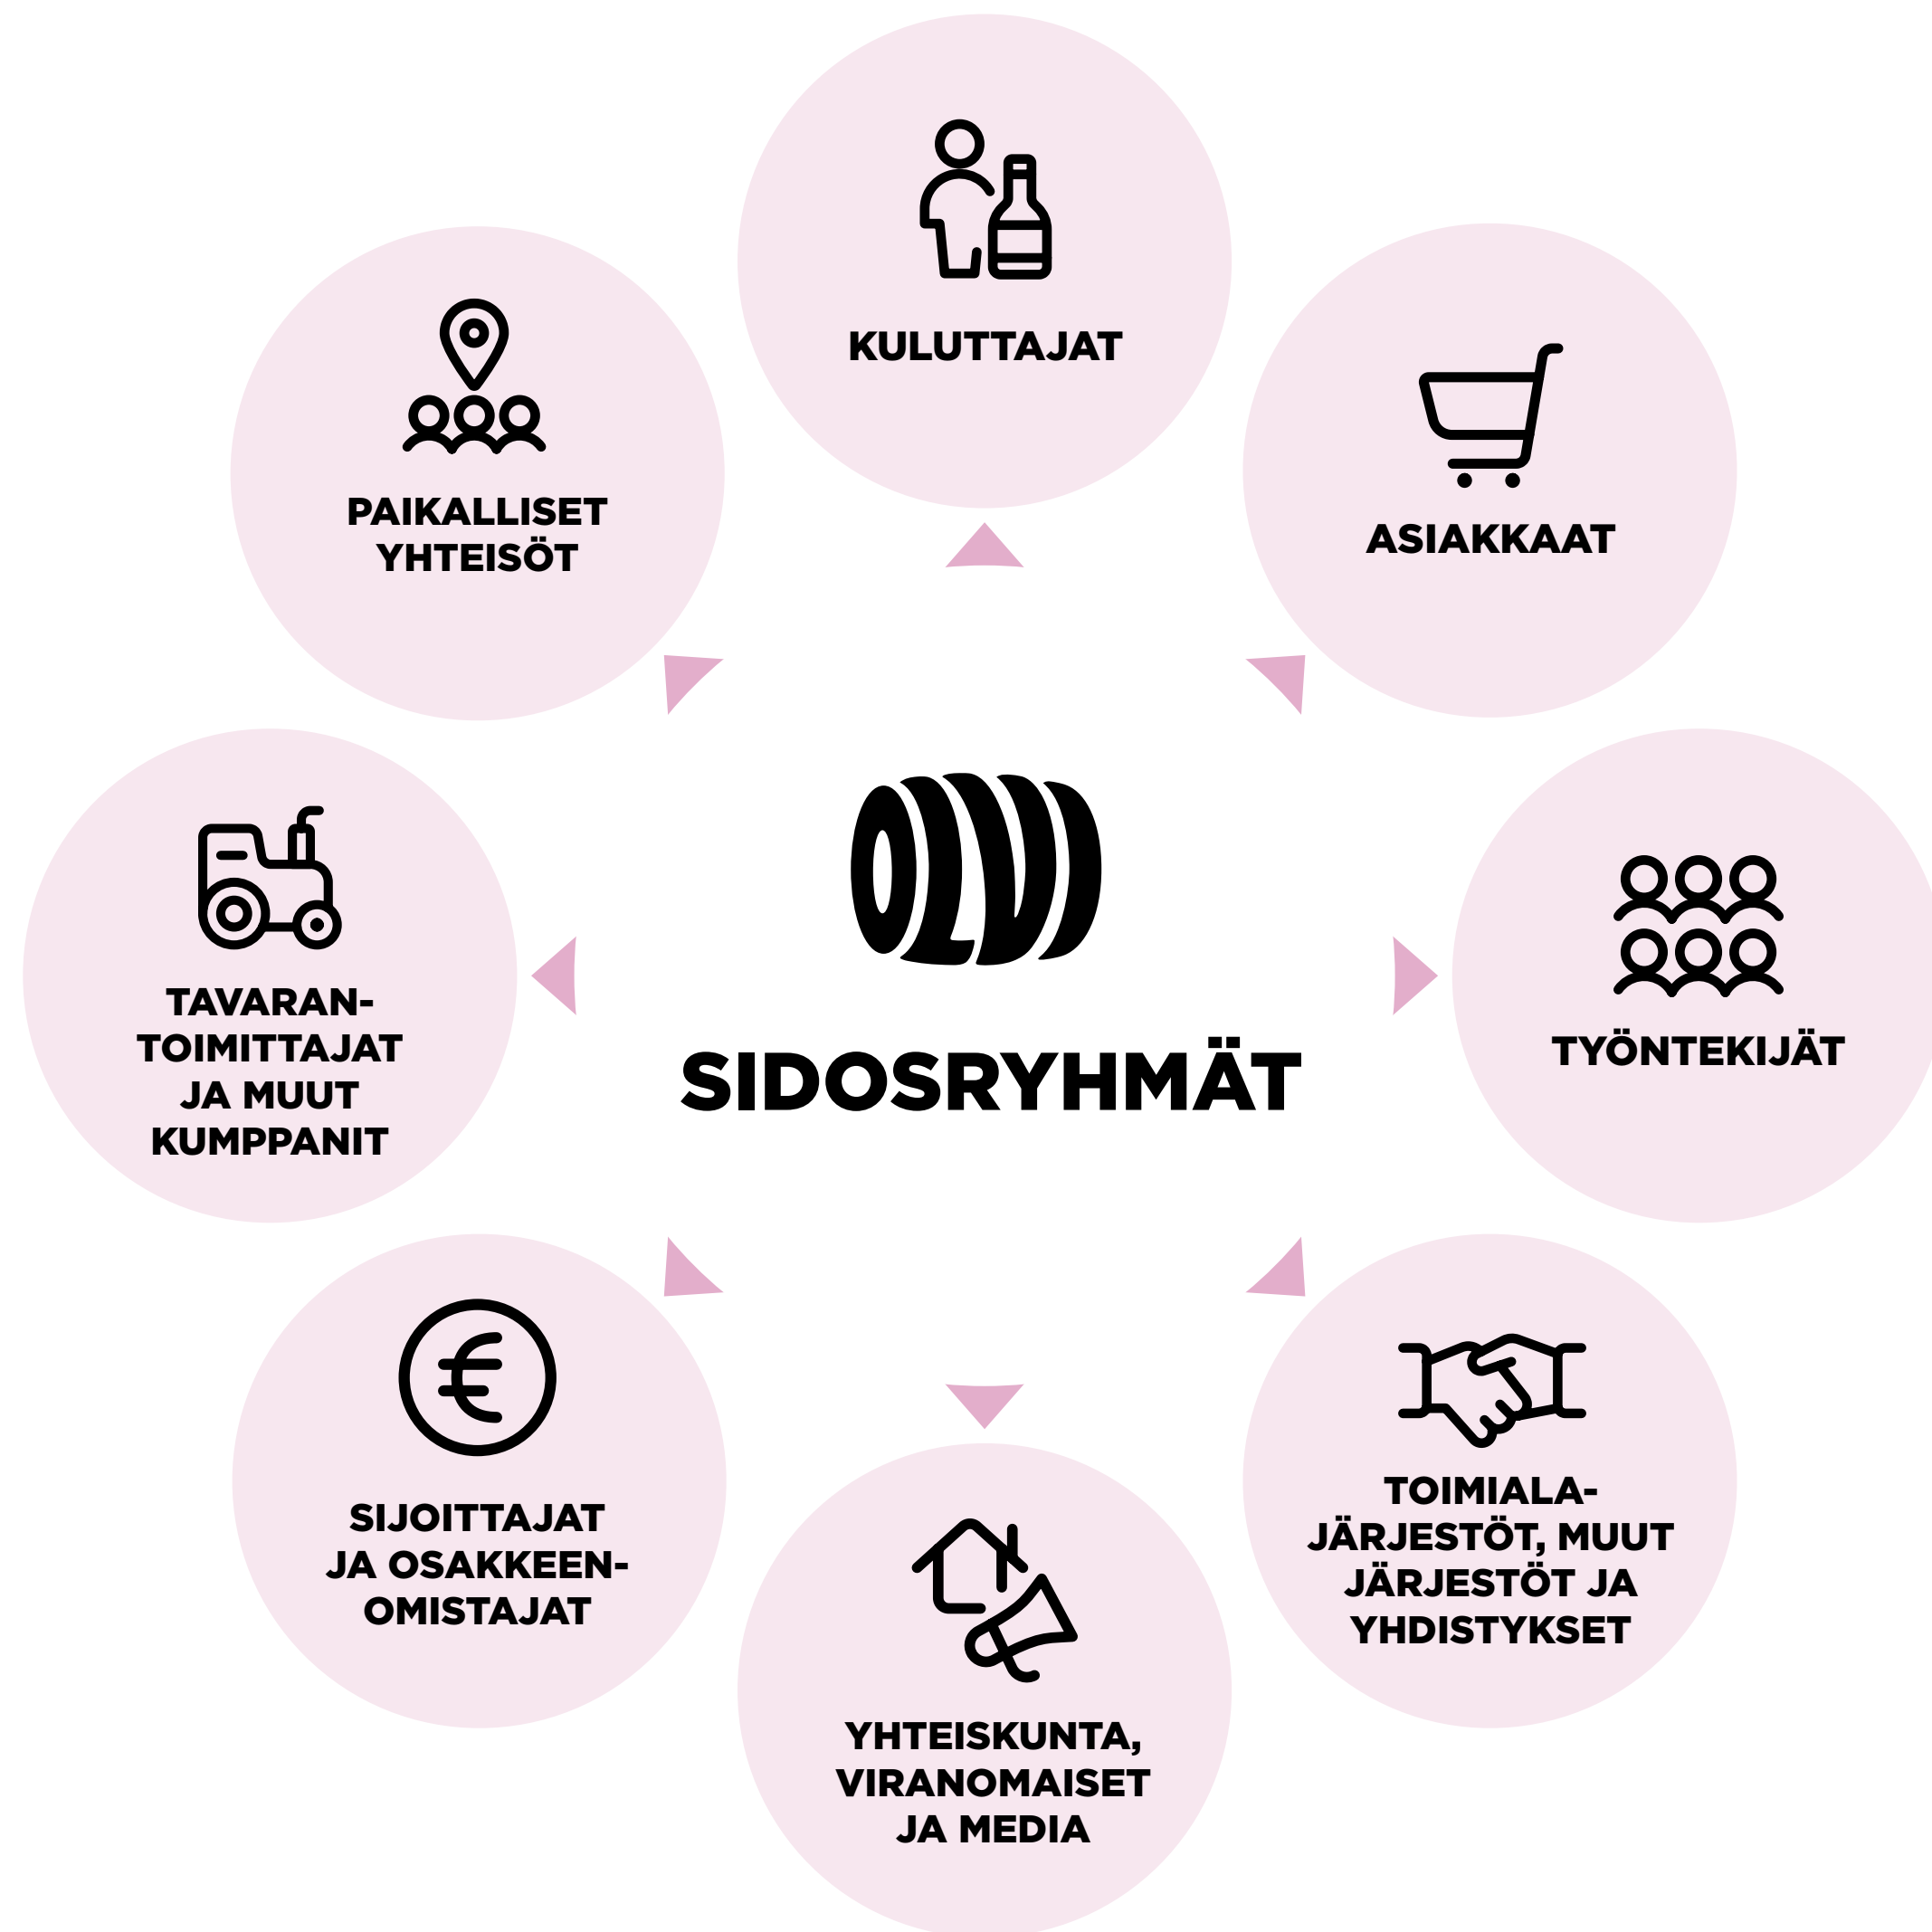 KULUTTAJAT
ASIAKKAAT
TYÖNTEKIJÄT
TOIMIALA-
JÄRJESTÖT, MUUT
JÄRJESTÖT JA
YHDISTYKSET
YHTEISKUNTA,
VIRANOMAISET
JA MEDIA
SIJOITTAJAT
JA OSAKKEEN-
OMISTAJAT
TAVARAN-
TOIMITTAJAT
JA MUUT
KUMPPANIT
PAIKALLISET
YHTEISÖT
SIDOSRYHMÄT